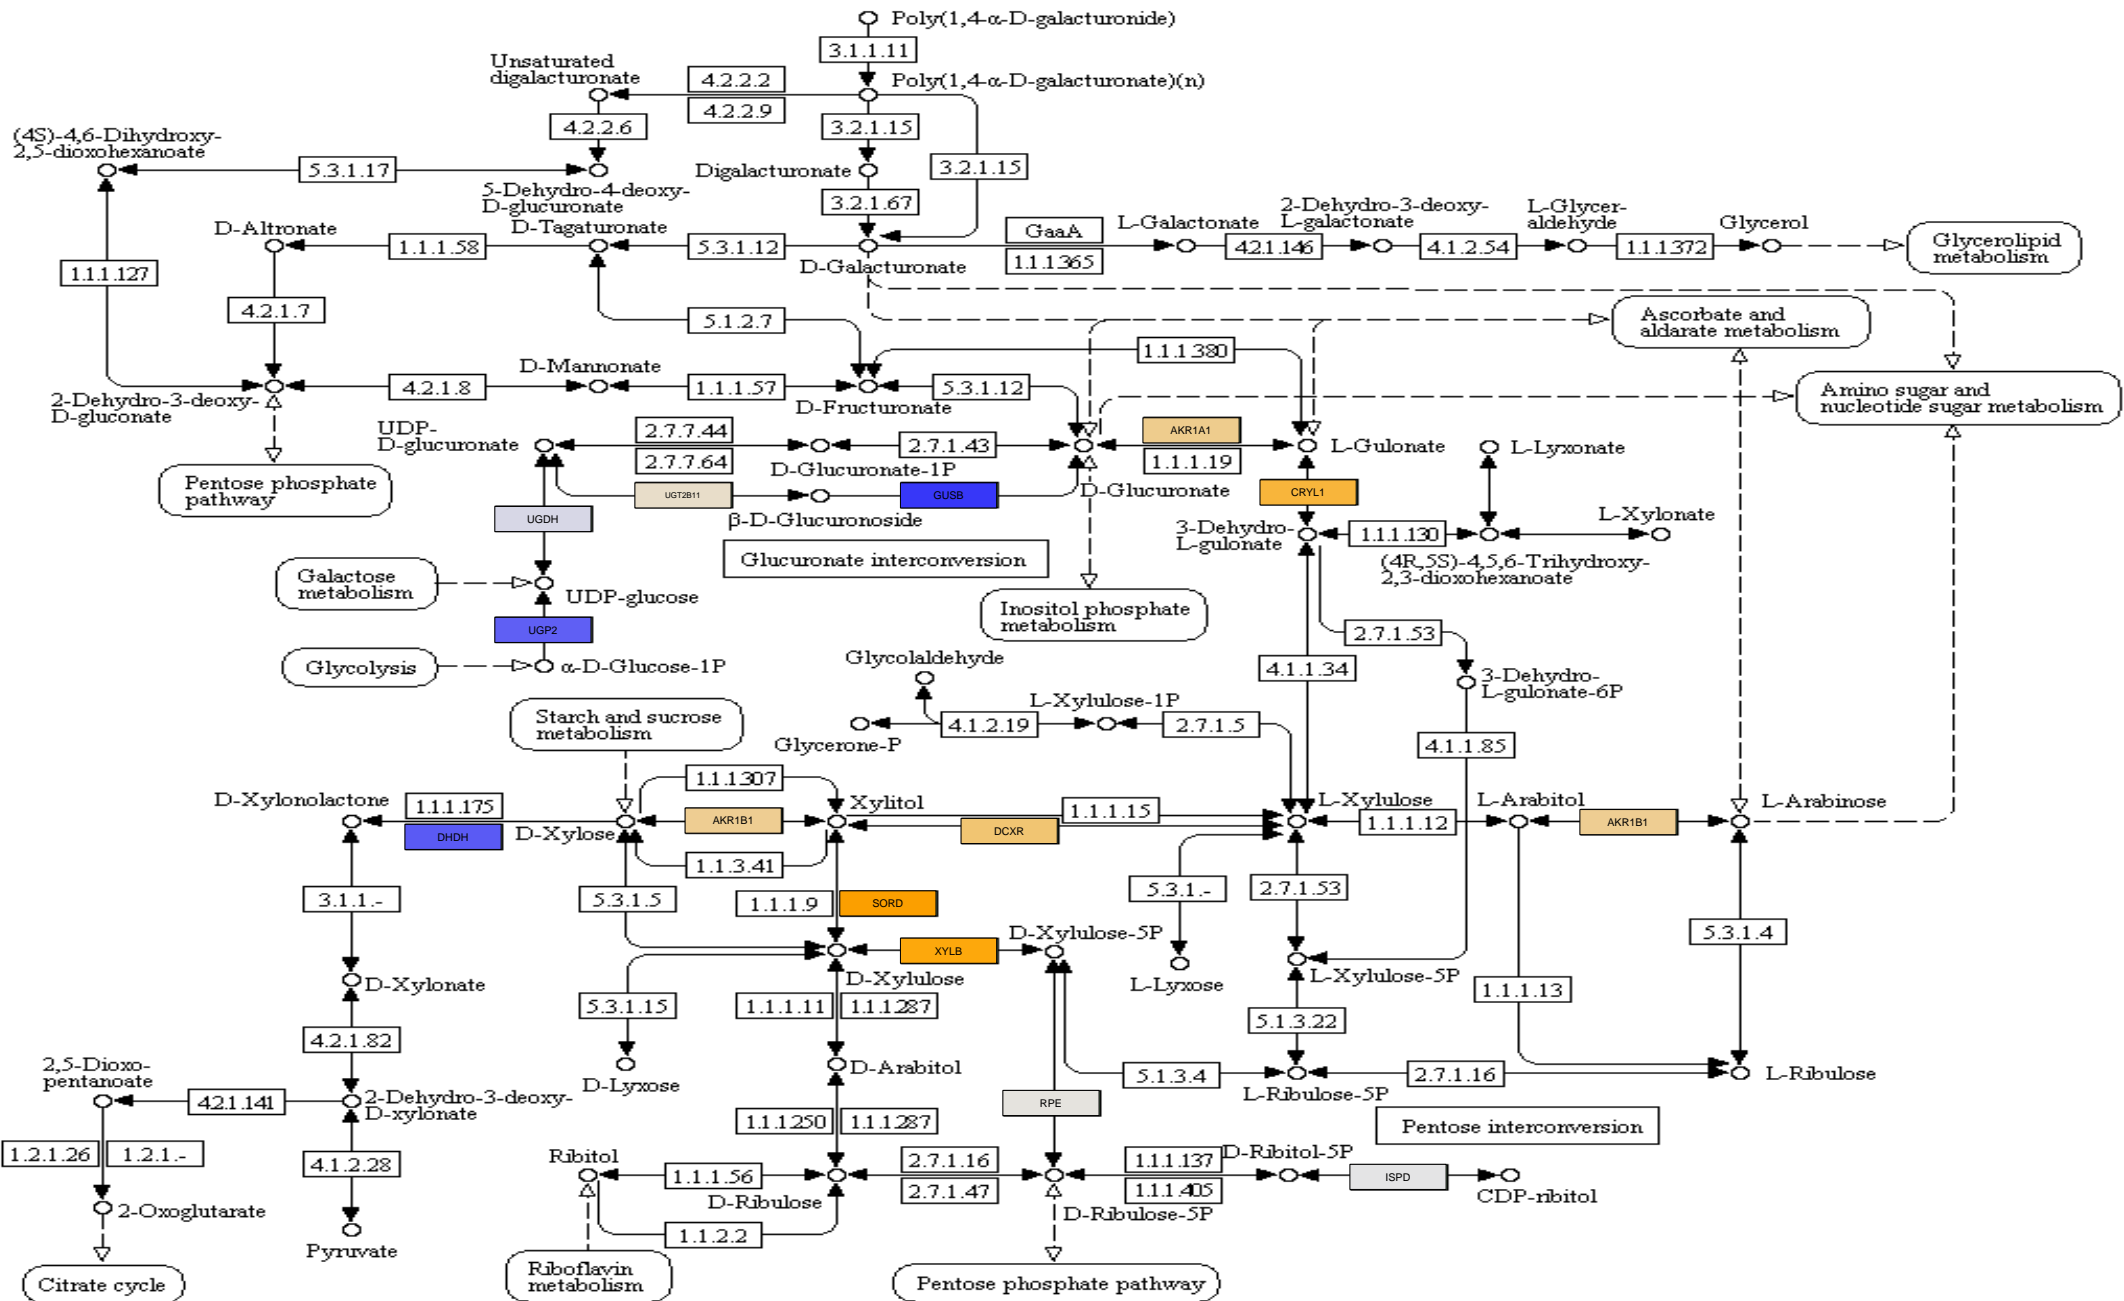 Poly(1,4-α-D-galacturonide)
3.1.1.11
Unsaturated
digalacturonate
4.2.2.2
Poly(1,4-α-D-galacturonate)(n)
4.2.2.9
4.2.2.6
3.2.1.15
(4S)-4,6-Dihydroxy-
2,5-dioxohexanoate
5.3.1.17
Digalacturonate
3.2.1.15
5-Dehydro-4-deoxy-
D-glucuronate
3.2.1.67
D-Altronate
D-Tagaturonate
GaaA
L-Galactonate
2-Dehydro-3-deoxy-
L-galactonate
L-Glycer-
aldehyde
Glycerol
1.1.1.58
5.3.1.12
D-Galacturonate
1.1.1.365
4.2.1.146
4.1.2.54
1.1.1.372
Glycerolipid
metabolism
1.1.1.127
4.2.1.7
5.1.2.7
Ascorbate and
aldarate metabolism
1.1.1.380
2-Dehydro-3-deoxy-
D-gluconate
4.2.1.8
D-Mannonate
1.1.1.57
D-Fructuronate
5.3.1.12
Amino sugar and
nucleotide sugar metabolism
UDP-
D-glucuronate
2.7.7.44
2.7.7.64
D-Glucuronate-1P
2.7.1.43
AKR1A1
1.1.1.19
L-Gulonate
L-Lyxonate
Pentose phosphate
pathway
UGT2B11
GUSB
D-Glucuronate
CRYL1
UGDH
β-D-Glucuronoside
3-Dehydro-
L-gulonate
1.1.1.130
L-Xylonate
Glucuronate interconversion
(4R,5S)-4,5,6-Trihydroxy-
2,3-dioxohexanoate
Galactose
metabolism
UDP-glucose
Inositol phosphate
metabolism
UGP2
2.7.1.53
Glycolysis
α-D-Glucose-1P
Glycolaldehyde
4.1.1.34
3-Dehydro-
L-gulonate-6P
Starch and sucrose
metabolism
L-Xylulose-1P
4.1.2.19
2.7.1.5
Glycerone-P
4.1.1.85
1.1.1.307
D-Xylonolactone
1.1.1.175
Xylitol
1.1.1.15
L-Xylulose
L-Arabitol
L-Arabinose
DHDH
D-Xylose
AKR1B1
DCXR
1.1.1.12
AKR1B1
1.1.3.41
3.1.1.-
5.3.1.5
1.1.1.9
SORD
5.3.1.-
2.7.1.53
XYLB
D-Xylulose-5P
5.3.1.4
D-Xylulose
D-Xylonate
L-Lyxose
L-Xylulose-5P
1.1.1.13
5.3.1.15
1.1.1.11
1.1.1.287
5.1.3.22
4.2.1.82
2,5-Dioxo-
pentanoate
D-Lyxose
D-Arabitol
5.1.3.4
L-Ribulose-5P
2.7.1.16
L-Ribulose
4.2.1.141
2-Dehydro-3-deoxy-
D-xylonate
RPE
1.1.1.250
1.1.1.287
Pentose interconversion
1.2.1.26
1.2.1.-
4.1.2.28
Ribitol
1.1.1.56
D-Ribulose
2.7.1.16
2.7.1.47
1.1.1.137
1.1.1.405
D-Ribitol-5P
ISPD
CDP-ribitol
2-Oxoglutarate
D-Ribulose-5P
Pyruvate
1.1.2.2
Citrate cycle
Riboflavin
metabolism
Pentose phosphate pathway